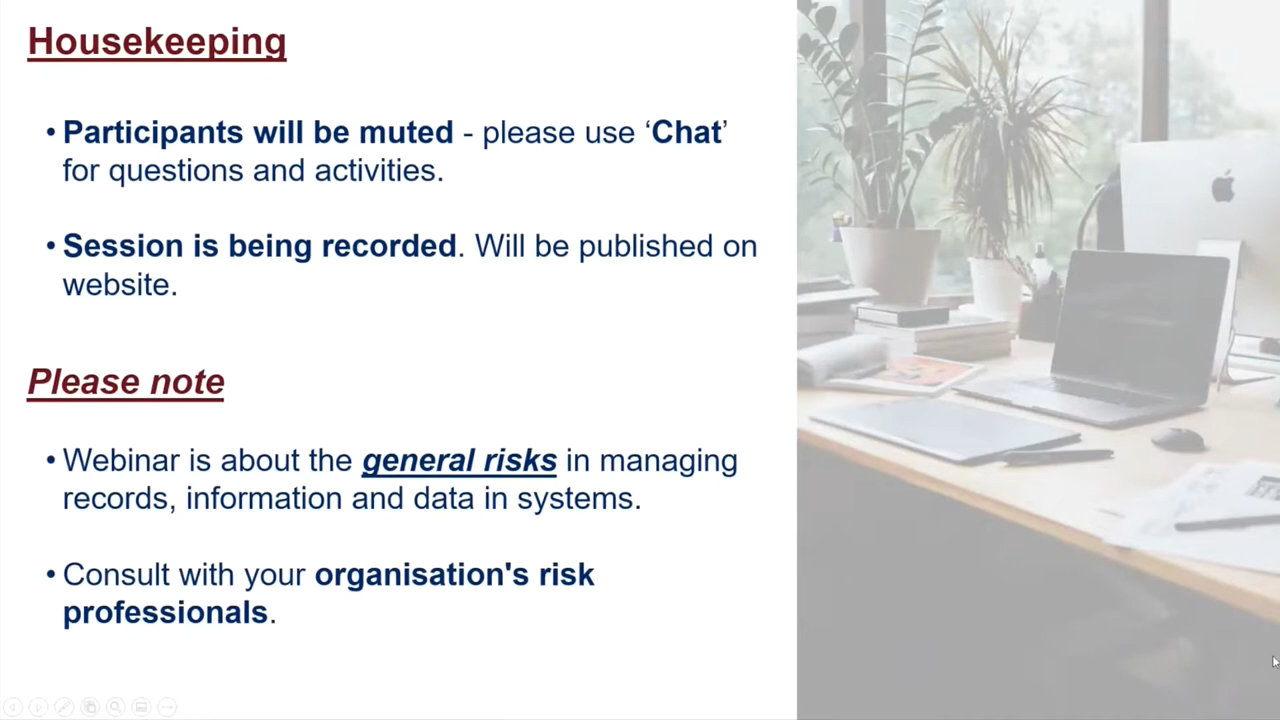 Housekeeping
• Participants will be muted - please use ‘Chat’
for questions and activities.
• Session is being recorded. Will be published on
website.
Please note
• Webinar is about the general risks in managing
records, information and data in systems.
• Consult with your organisation's risk
professionals.